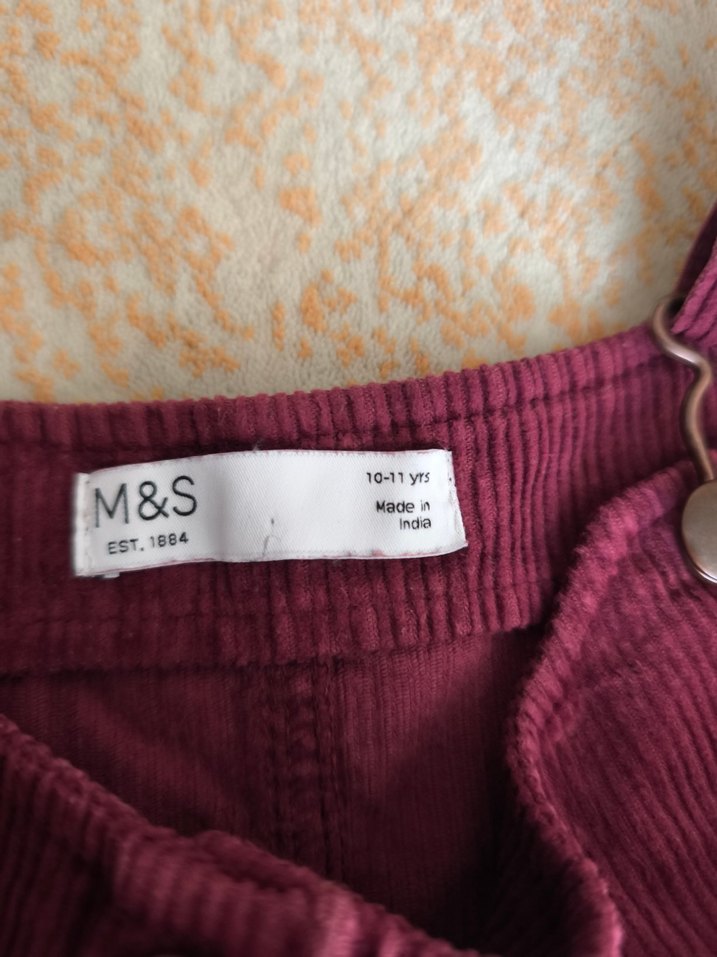 M&S
EST. 1884
10-11 yrs
Made in
India